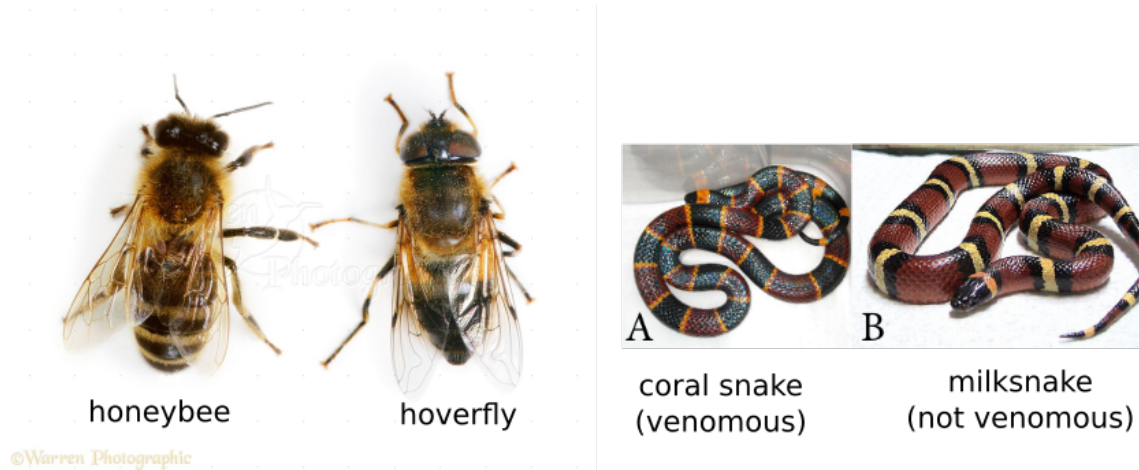 honeybee
hoverfly
©Warren Photographic
A
B
coral snake
(venomous)
milksnake
(not venomous)